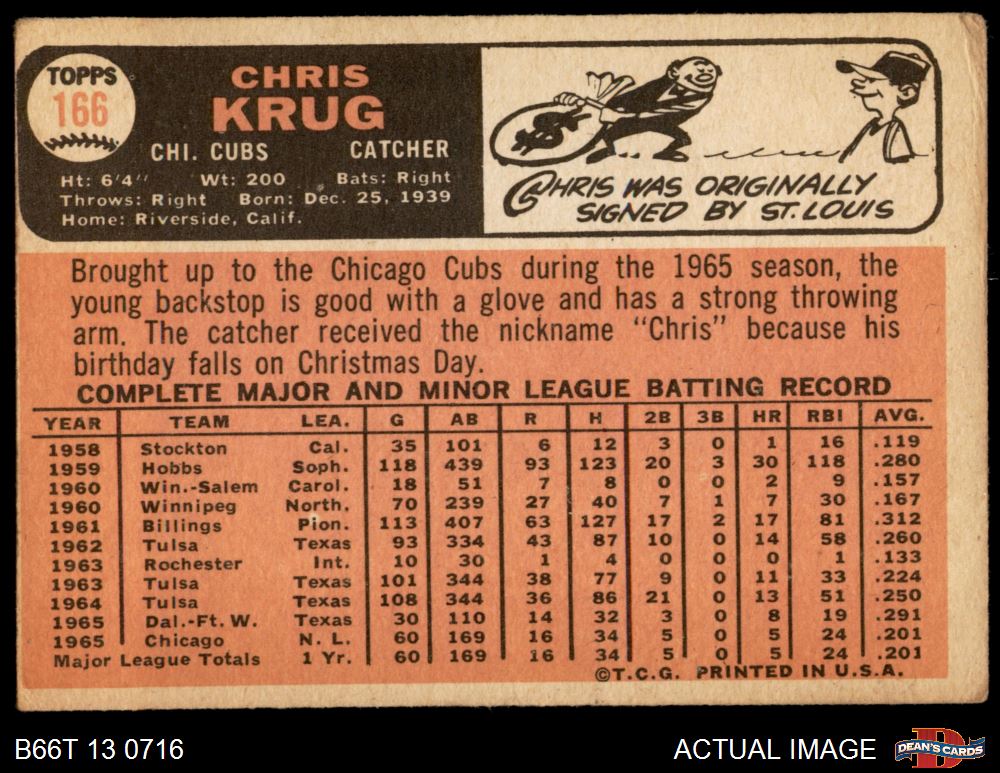 TOPPS
166
CHRIS
KRUG
CHI. CUBS CATCHER
Ht: 6'4" Wt: 200 Bats: Right
Throws: Right Born: Dec. 25, 1939
Home: Riverside, Calif.
$
CHRIS WAS ORIGINALLY
SIGNED BY ST. LOUIS
Brought up to the Chicago Cubs during the 1965 season, the
young backstop is good with a glove and has a strong throwing
arm. The catcher received the nickname "Chris" because his
birthday falls on Christmas Day.
COMPLETE MAJOR AND MINOR LEAGUE BATTING RECORD
YEAR TEAM LEA. G AB R H 2B 3B HR RBI AVG.
1958 Stockton Cal. 35 101 6 12 3 0 1 16 .119
1959 Hobbs Soph. 118 439 93 123 20 3 30 118 .280
1960 Win.-Salem Carol. 18 51 7 8 0 0 2 9 .157
1960 Winnipeg North. 70 239 27 40 7 1 7 30 .167
1961 Billings Pion. 113 407 63 127 17 2 17 81 .312
1962 Tulsa Texas 93 334 43 87 10 0 14 58 .260
1963 Rochester Int. 10 30 1 4 0 0 0 1 .133
1963 Tulsa Texas 101 344 38 77 9 0 11 33 .224
1964 Tulsa Texas 108 344 36 86 21 0 13 51 .250
1965 Dal.-Ft. W. Texas 30 110 14 32 3 0 8 19 .291
1965 Chicago N. L. 60 169 16 34 5 0 5 24 .201
Major League Totals 1 Yr. 60 169 16 34 5 0 5 24 .201
©T.C.G. PRINTED IN U.S.A.
B66T 13 0716
ACTUAL IMAGE
D
DEAN'S CARDS